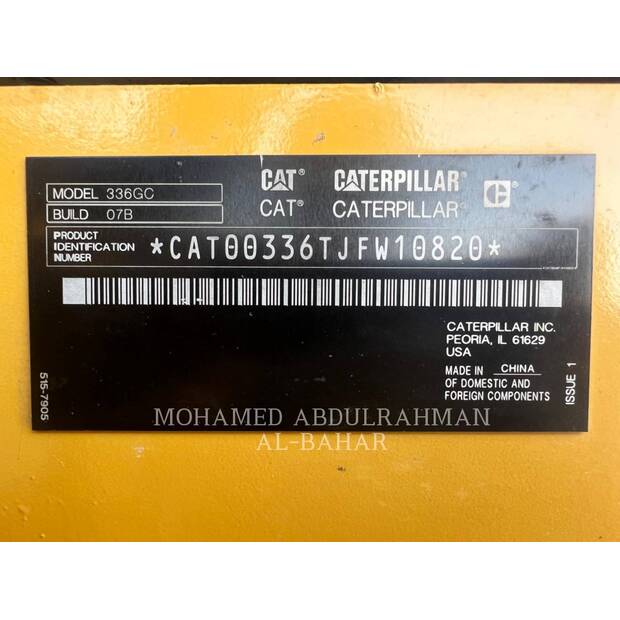 MODEL 336GC
BUILD 07B
CAT® CATERPILLAR® C®
CAT® CATERPILLAR®
PRODUCT
IDENTIFICATION
NUMBER
*CAT00336TJFW10820*
CATERPILLAR INC.
PEORIA, IL 61629
USA
MADE IN CHINA
OF DOMESTIC AND
FOREIGN COMPONENTS
ISSUE 1
515-7905
MOHAMED ABDULRAHMAN
AL-BAHAR